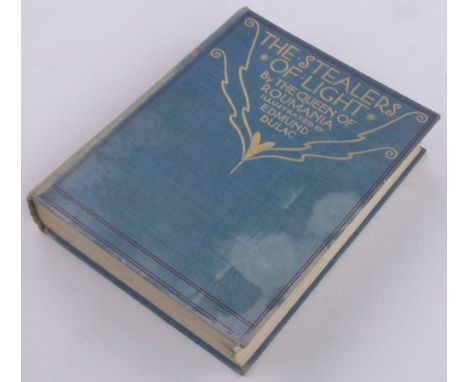 THE·STEALERS
·OF·LIGHT·
By THE QUEEN OF
ROUMANIA
ILLUSTRATED BY
EDMUND
DULAC